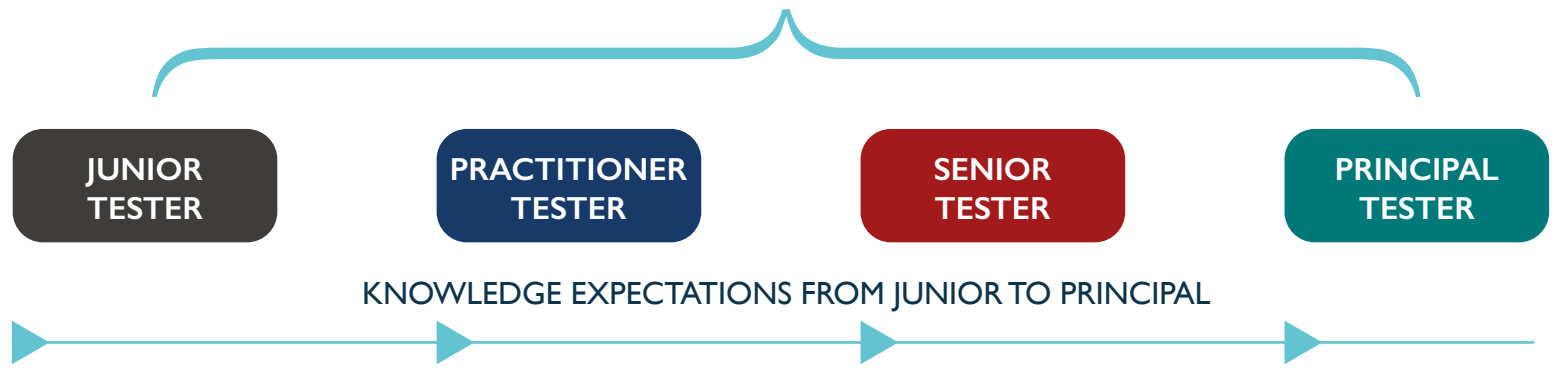 JUNIOR
TESTER
PRACTITIONER
TESTER
SENIOR
TESTER
PRINCIPAL
TESTER
KNOWLEDGE EXPECTATIONS FROM JUNIOR TO PRINCIPAL